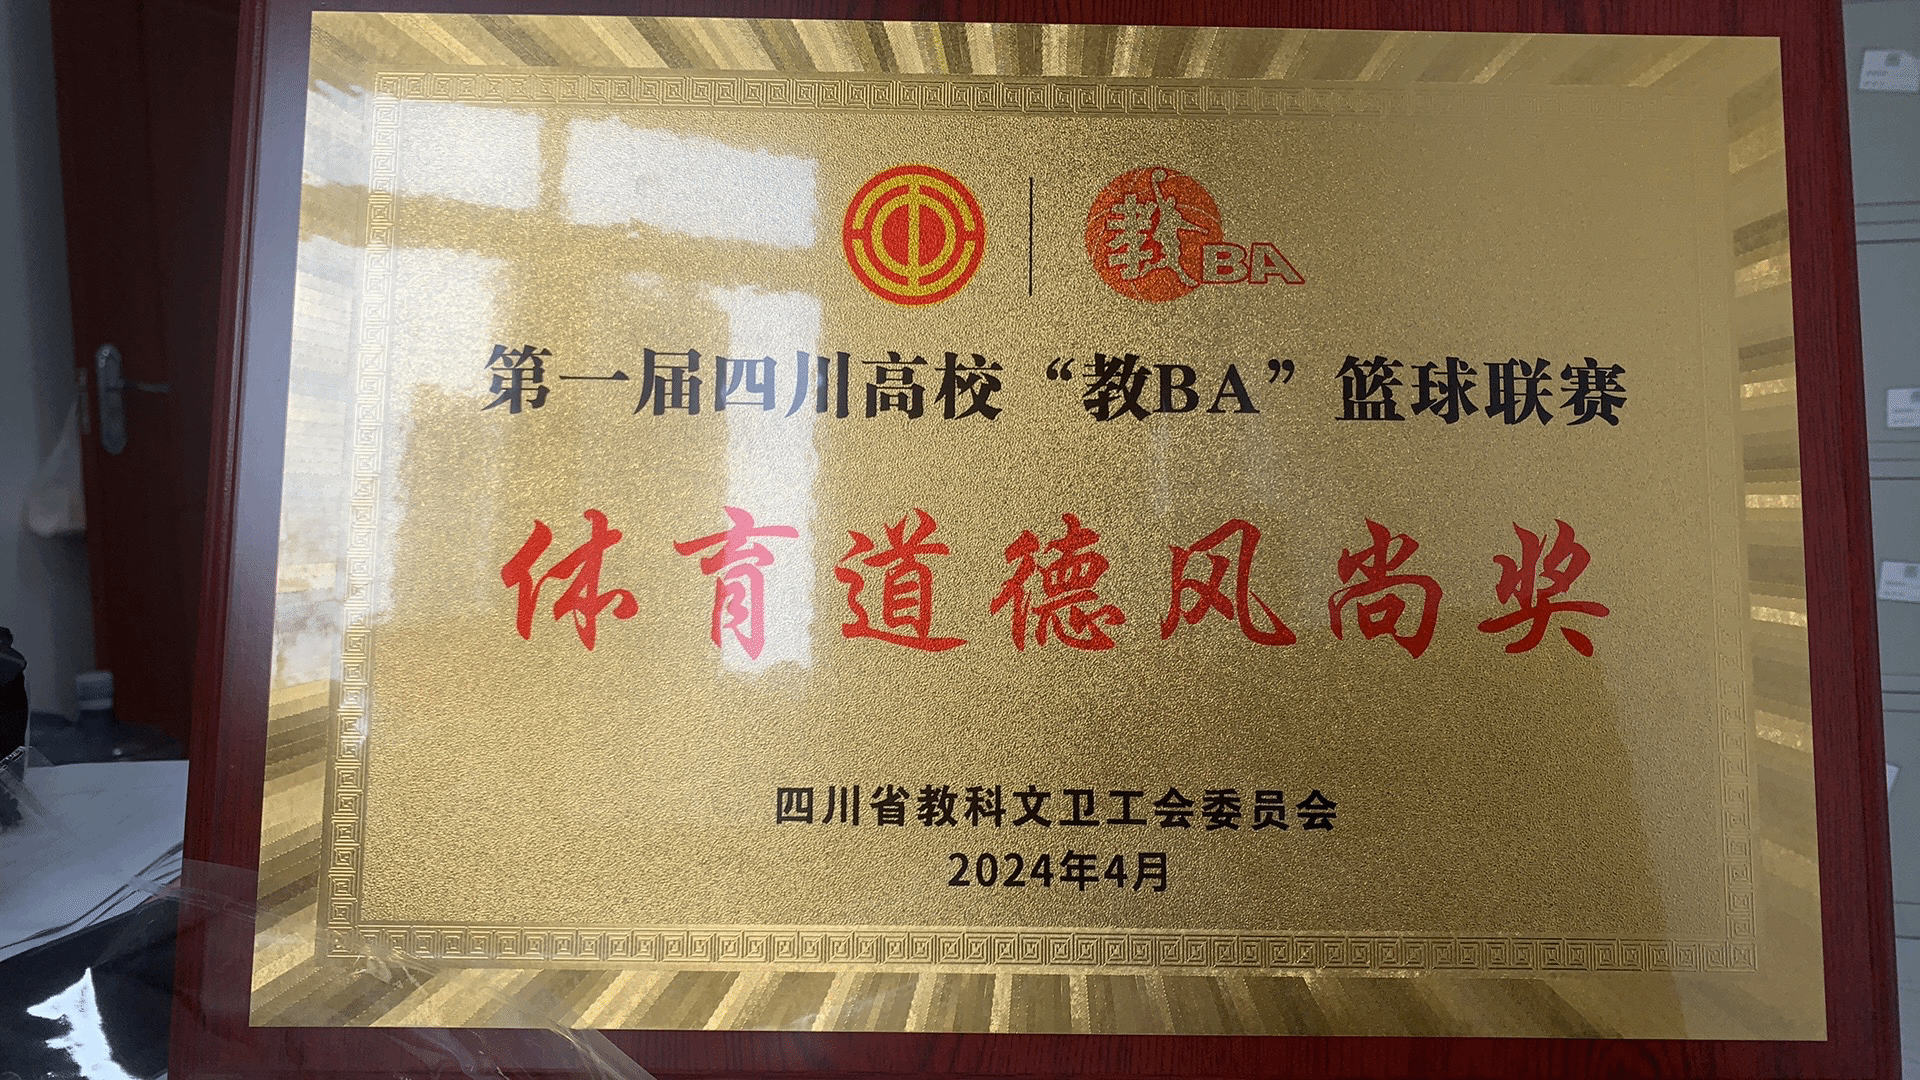 教BA
第一届四川高校“教BA”篮球联赛
体育道德风尚奖
四川省教科文卫工会委员会
2024年4月